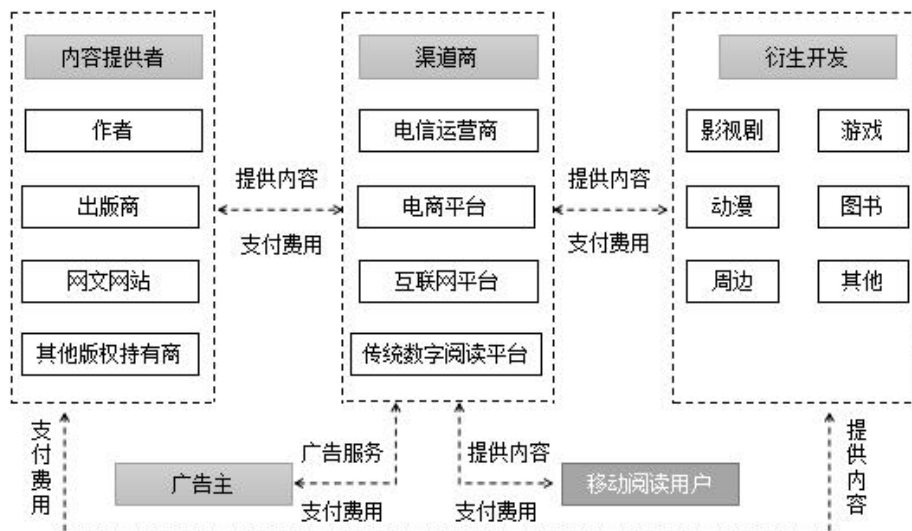 内容提供者
作者
出版商
网文网站
其他版权持有商
提供内容
支付费用
渠道商
电信运营商
电商平台
互联网平台
传统数字阅读平台
提供内容
支付费用
衍生开发
影视剧
游戏
动漫
图书
周边
其他
支付费用
广告主
广告服务
支付费用
提供内容
支付费用
移动阅读用户
提供内容